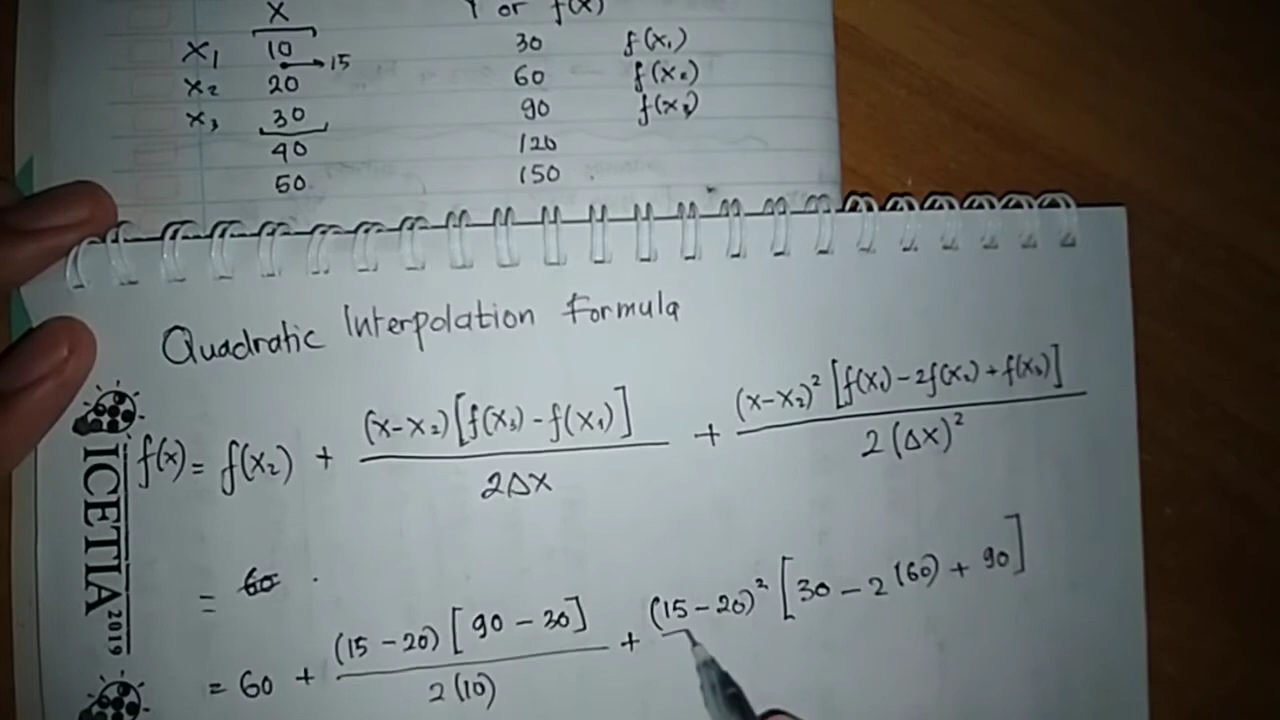 X Y or f(x)
X₁ 10 → 15 30 f(x₁)
X₂ 20 60 f(x₂)
X₃ 30 90 f(x₃)
40 120
50 150
Quadratic Interpolation Formula
f(x) = f(x₂) + (x-x₂)[f(x₃) - f(x₁)] / 2Δx + (x-x₂)² [f(x₁) - 2f(x₂) + f(x₃)] / 2(Δx)²
= 60
= 60 + (15-20) [90-30] / 2(10) + (15-20)² [30-2(60)+90]
ICETIA 2019